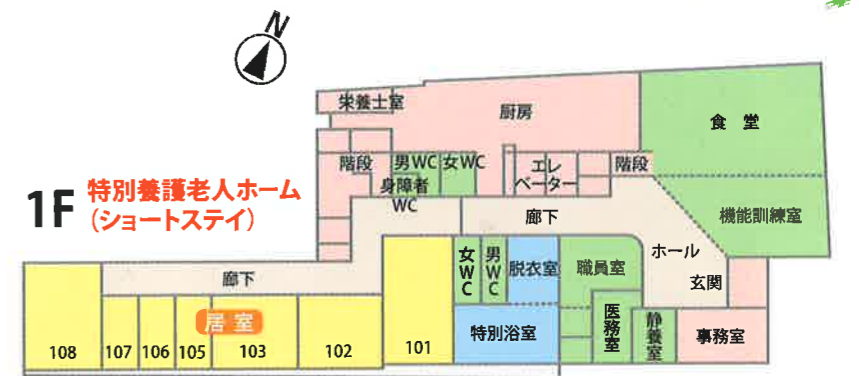 N
栄養士室
厨房
食 堂
階段
男WC
女WC
エレ
ベーター
階段
身障者
WC
1F
特別養護老人ホーム
(ショートステイ)
廊下
機能訓練室
ホール
玄関
女WC
男WC
脱衣室
職員室
廊下
居 室
医務室
静養室
事務室
特別浴室
108
107
106
105
103
102
101